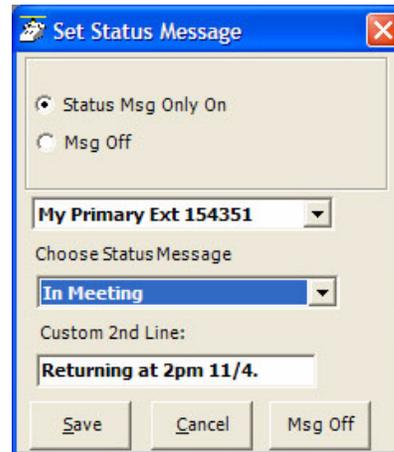 Set Status Message
Status Msg Only On
Msg Off
My Primary Ext 154351
Choose Status Message
In Meeting
Custom 2nd Line:
Returning at 2pm 11/4.
Save Cancel Msg Off